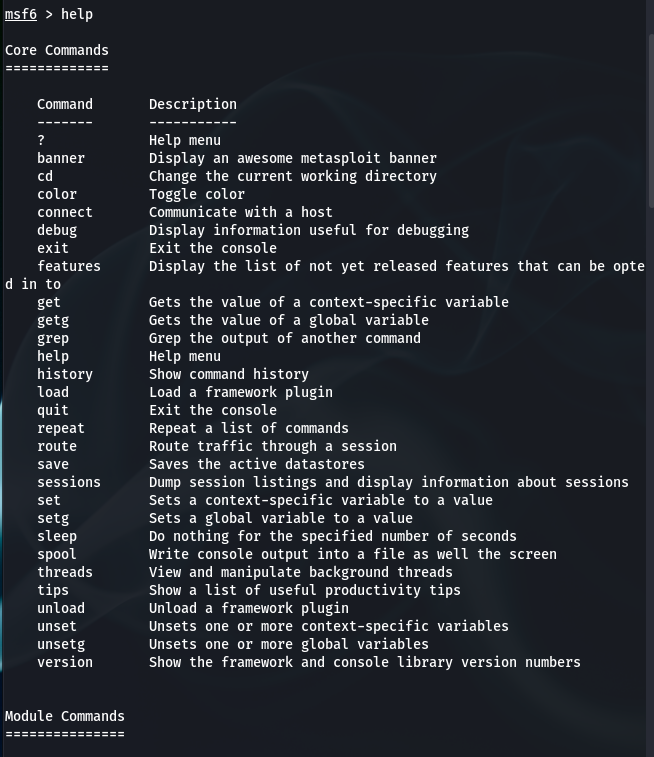 msf6 > help

Core Commands
=============

    Command       Description
    -------       -----------
    ?             Help menu
    banner        Display an awesome metasploit banner
    cd            Change the current working directory
    color         Toggle color
    connect       Communicate with a host
    debug         Display information useful for debugging
    exit          Exit the console
    features      Display the list of not yet released features that can be opte
d in to
    get           Gets the value of a context-specific variable
    getg          Gets the value of a global variable
    grep          Grep the output of another command
    help          Help menu
    history       Show command history
    load          Load a framework plugin
    quit          Exit the console
    repeat        Repeat a list of commands
    route         Route traffic through a session
    save          Saves the active datastores
    sessions      Dump session listings and display information about sessions
    set           Sets a context-specific variable to a value
    setg          Sets a global variable to a value
    sleep         Do nothing for the specified number of seconds
    spool         Write console output into a file as well the screen
    threads       View and manipulate background threads
    tips          Show a list of useful productivity tips
    unload        Unload a framework plugin
    unset         Unsets one or more context-specific variables
    unsetg        Unsets one or more global variables
    version       Show the framework and console library version numbers


Module Commands
===============